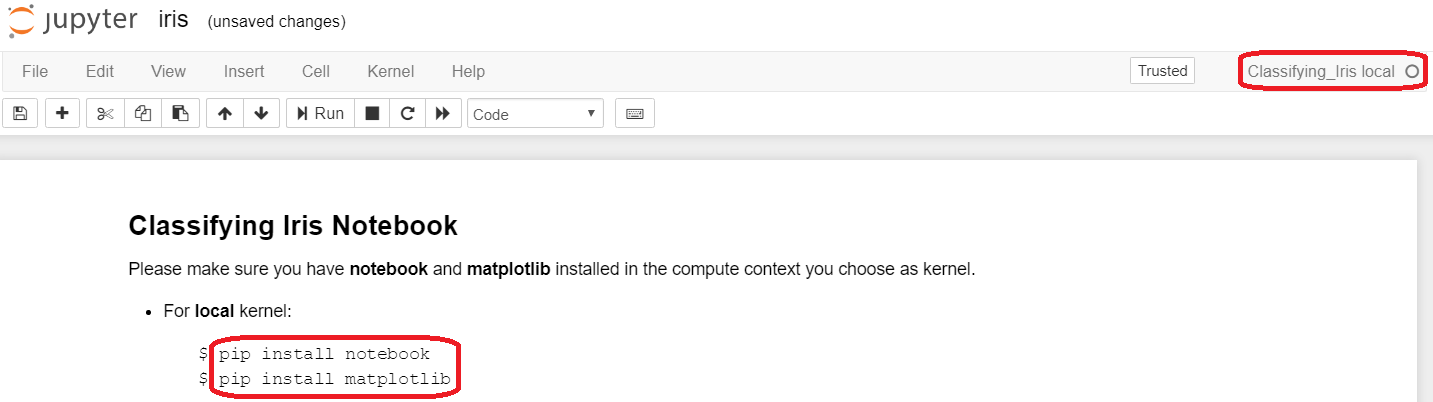 jupyter iris (unsaved changes)
File Edit View Insert Cell Kernel Help Trusted Classifying_Iris local
Run Code
Classifying Iris Notebook
Please make sure you have notebook and matplotlib installed in the compute context you choose as kernel.
• For local kernel:
$ pip install notebook
$ pip install matplotlib